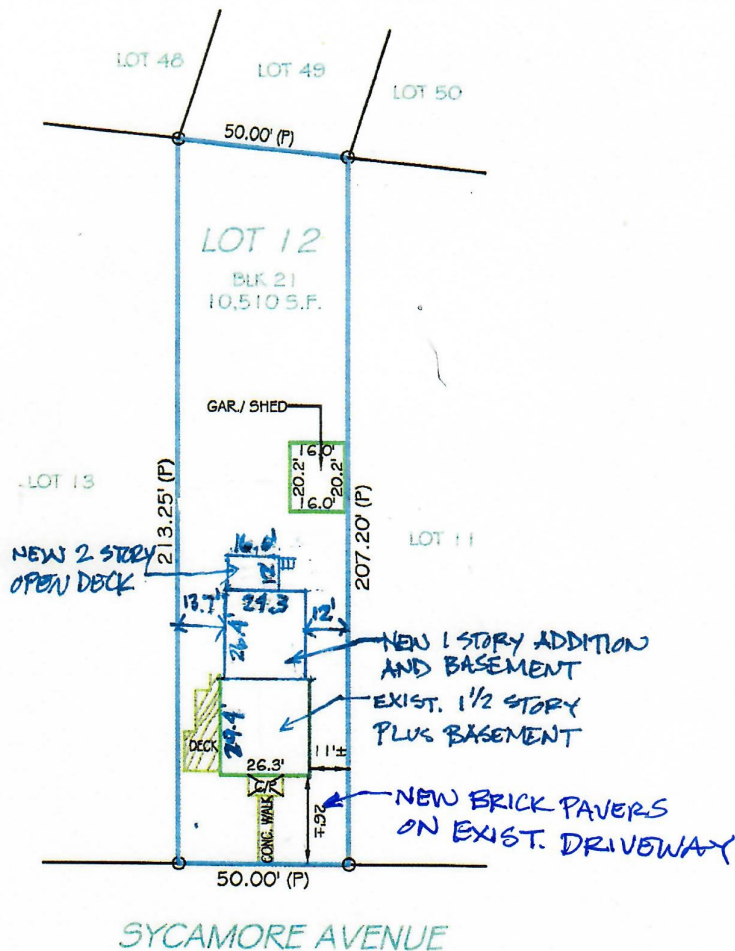 LOT 48
LOT 49
LOT 50
50.00' (P)
LOT 12
BLK 21
10,510 S.F.
GAR./ SHED
16.0'
20.2'
20.2'
16.0'
LOT 13
213.25' (P)
207.20' (P)
LOT 11
NEW 2 STORY
OPEN DECK
16.6'
12'
13.7'
24.3
12'
26.4'
NEW 1 STORY ADDITION
AND BASEMENT
EXIST. 1 1/2 STORY
PLUS BASEMENT
DECK
29.4'
26.3'
11'±
C/P
CONC. WALK
26'±
NEW BRICK PAVERS
ON EXIST. DRIVEWAY
50.00' (P)
SYCAMORE AVENUE